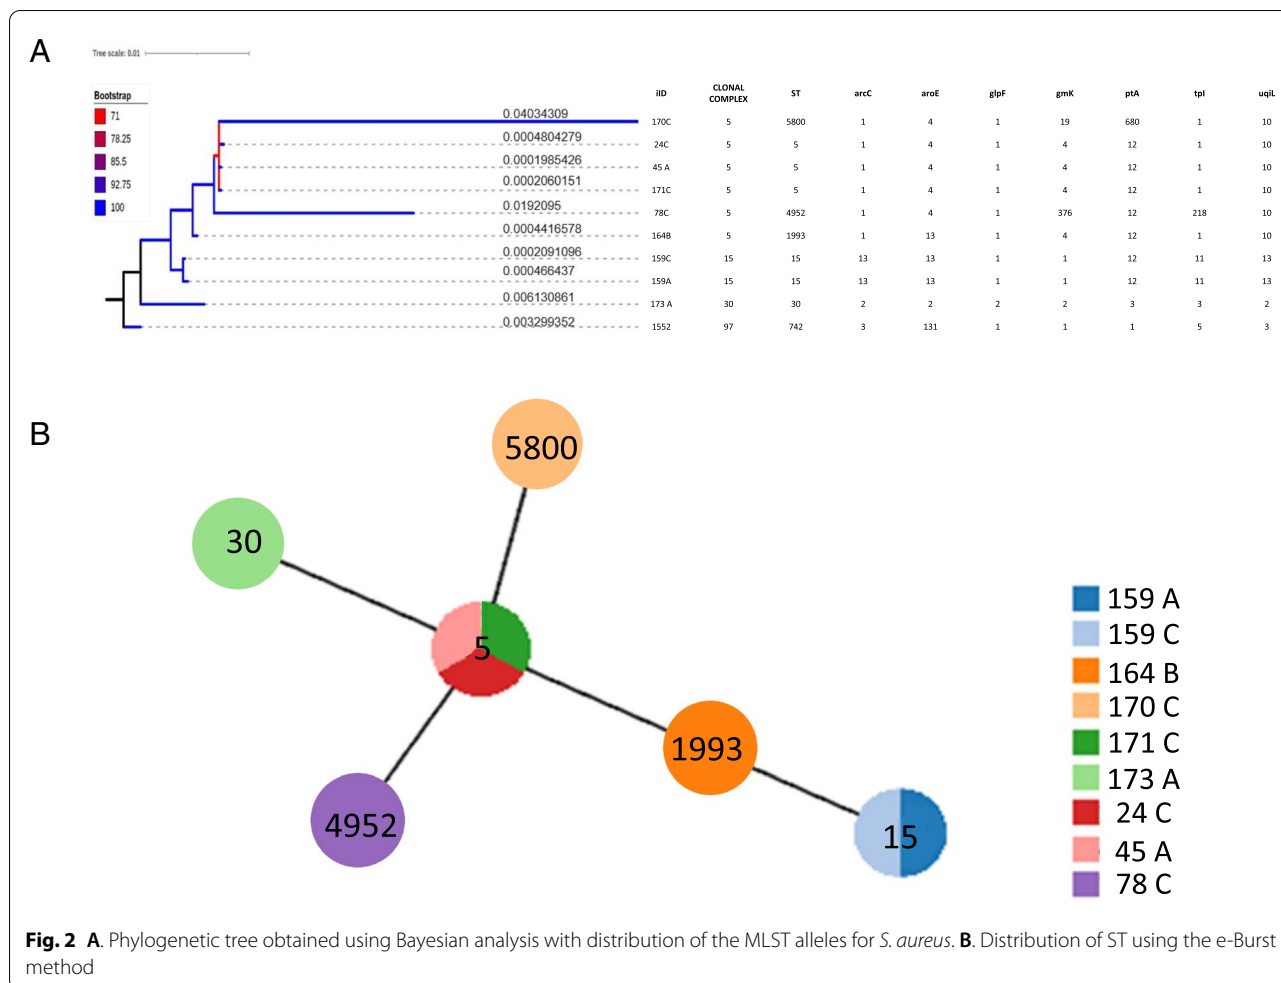 A
Tree scale: 0.01
Bootstrap
71
78.25
85.5
92.75
100
iID CLONAL COMPLEX ST arcC aroE glpF gmK ptA tpI uqiL
0.04034309 170C 5 5800 1 4 1 19 680 1 10
0.0004804279 24C 5 5 1 4 1 4 12 1 10
0.0001985426 45 A 5 5 1 4 1 4 12 1 10
0.0002060151 171C 5 5 1 4 1 4 12 1 10
0.0192095 78C 5 4952 1 4 1 376 12 218 10
0.0004416578 164B 5 1993 1 13 1 4 12 1 10
0.0002091096 159C 15 15 13 13 1 1 12 11 13
0.000466437 159A 15 15 13 13 1 1 12 11 13
0.006130861 173 A 30 30 2 2 2 2 3 3 2
0.003299352 1552 97 742 3 131 1 1 1 5 3
B
5800
30
5
1993
4952
15
159 A
159 C
164 B
170 C
171 C
173 A
24 C
45 A
78 C
Fig. 2 A. Phylogenetic tree obtained using Bayesian analysis with distribution of the MLST alleles for S. aureus. B. Distribution of ST using the e-Burst
method